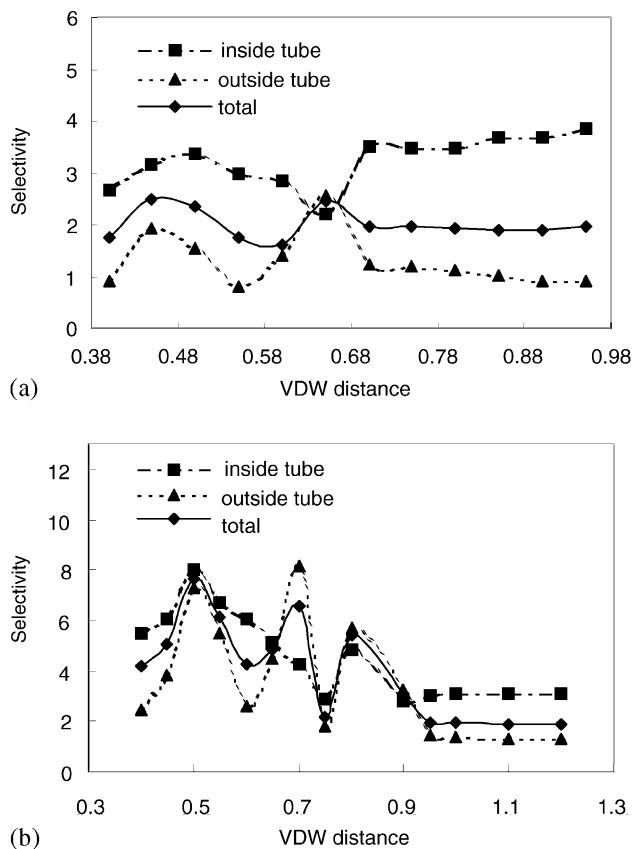 6
5
4
3
2
1
0
Selectivity
inside tube
outside tube
total
0.38 0.48 0.58 0.68 0.78 0.88 0.98
(a)
VDW distance
12
10
8
6
4
2
0
Selectivity
inside tube
outside tube
total
0.3 0.5 0.7 0.9 1.1 1.3
(b)
VDW distance